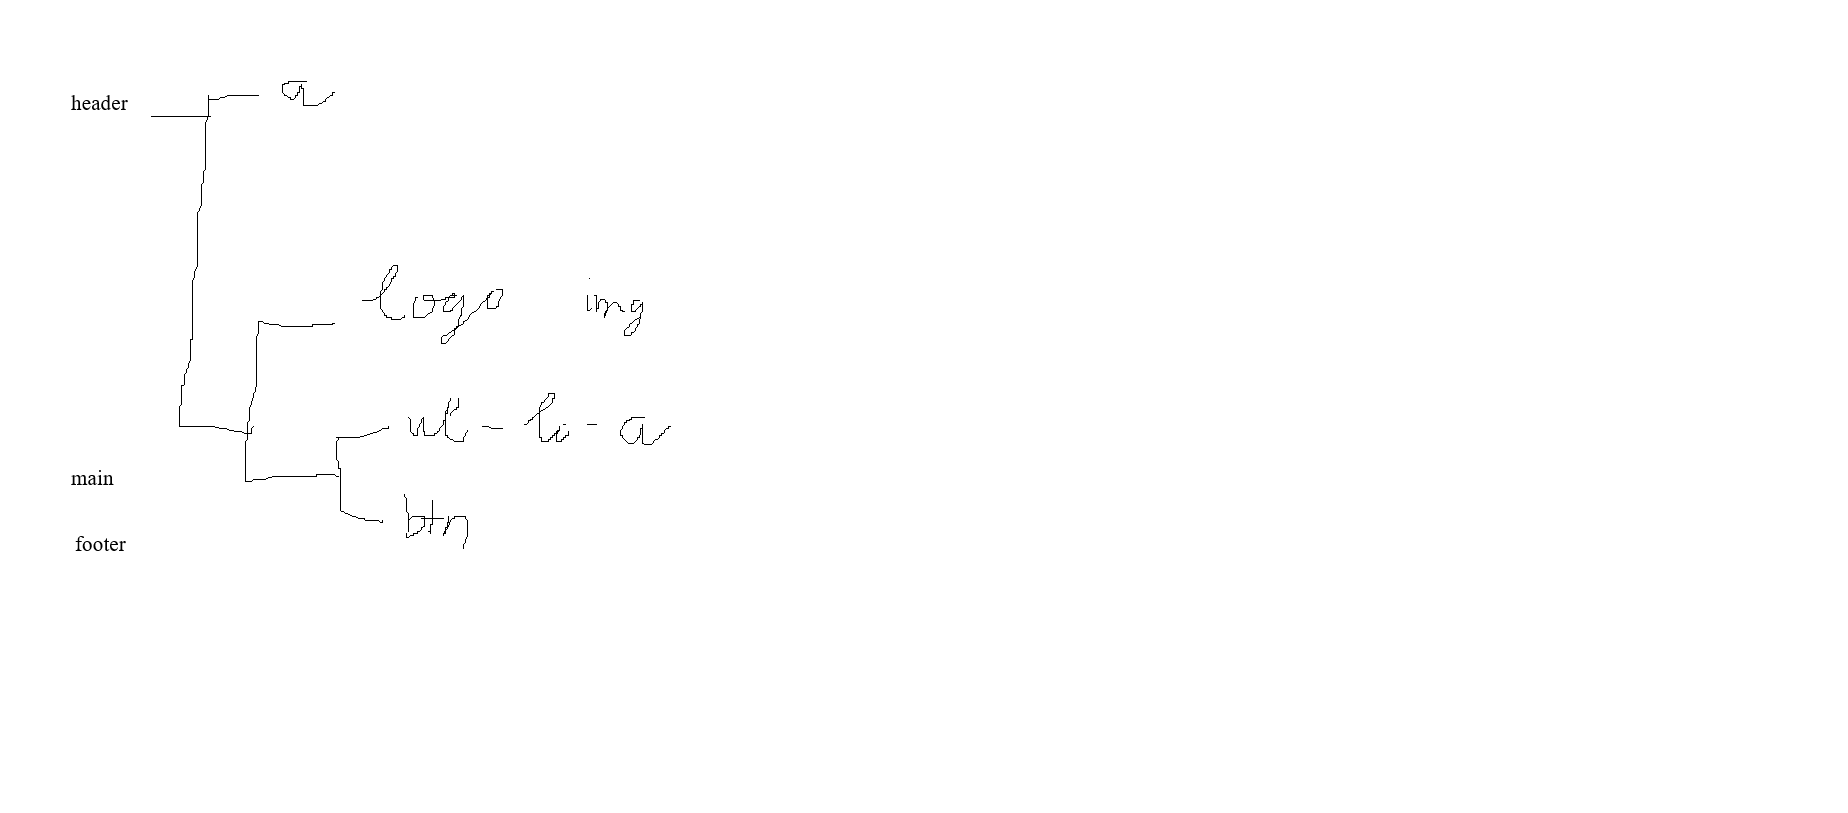 header a
logo img
ul - li - a
main
btn
footer